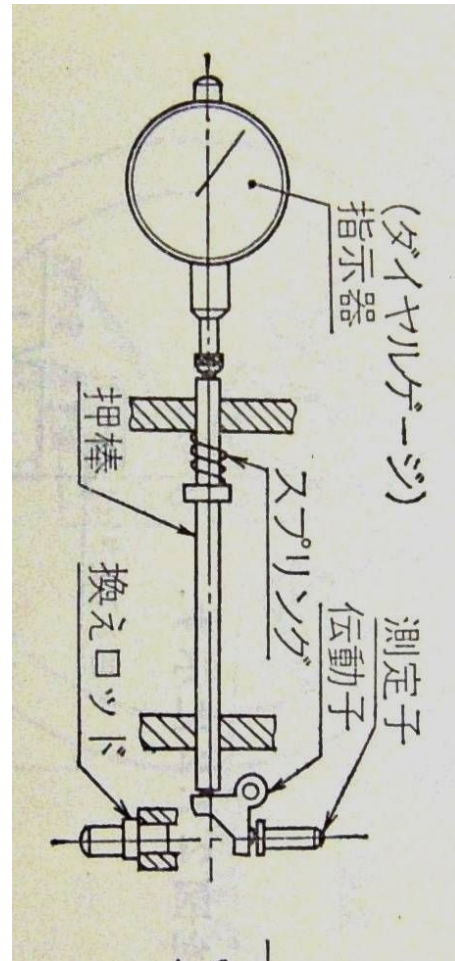 指示器
(ダイヤルゲージ)
スプリング
伝動子
測定子
押棒
換えロッド